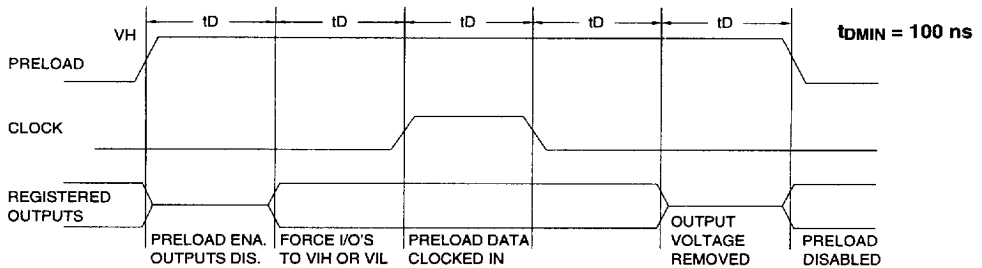 tD tD tD tD tD
VH
tDMIN = 100 ns
PRELOAD
CLOCK
REGISTERED
OUTPUTS
PRELOAD ENA.
OUTPUTS DIS.
FORCE I/O'S
TO VIH OR VIL
PRELOAD DATA
CLOCKED IN
OUTPUT
VOLTAGE
REMOVED
PRELOAD
DISABLED